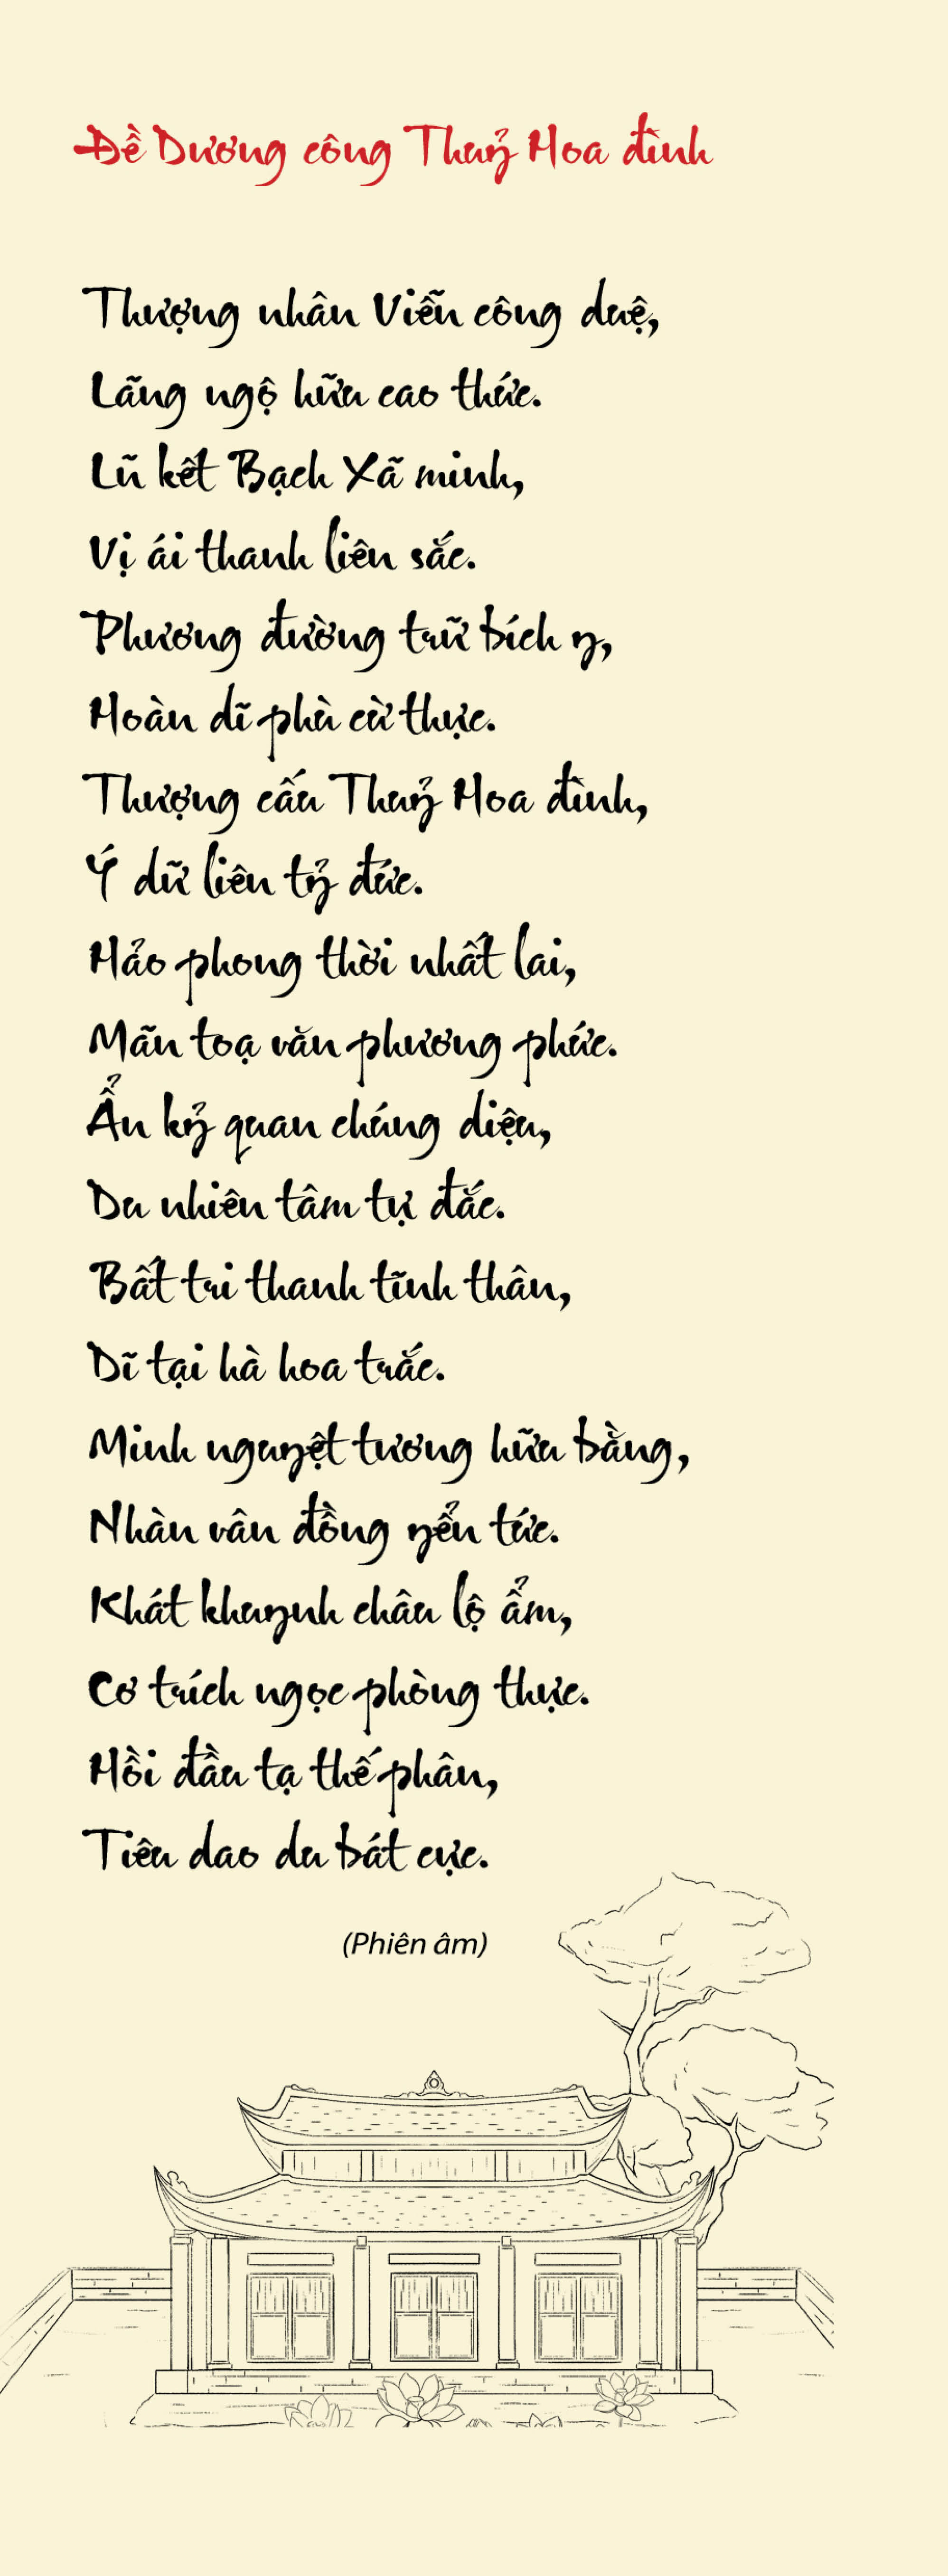 Đề Dương công Thuỷ Hoa đình
Thượng nhân Viễn công duệ,
Lãng ngộ hữu cao thức.
Lũ kết Bạch Xã minh,
Vị ái thanh liên sắc.
Phương đường trữ bích y,
Hoàn dĩ phù cừ thực.
Thượng cấu Thuỷ Hoa đình,
Ý dữ liên tỷ đức.
Hảo phong thời nhất lai,
Mãn toạ văn phương phức.
Ẩn kỷ quan chúng diệu,
Du nhiên tâm tự đắc.
Bất tri thanh tĩnh thân,
Dĩ tại hà hoa trắc.
Minh nguyệt tương hữu bằng,
Nhàn vân đồng yển tức.
Khát khuynh châu lộ ẩm,
Cơ trích ngọc phòng thực.
Hồi đầu tạ thế phân,
Tiêu dao du bát cực.
(Phiên âm)